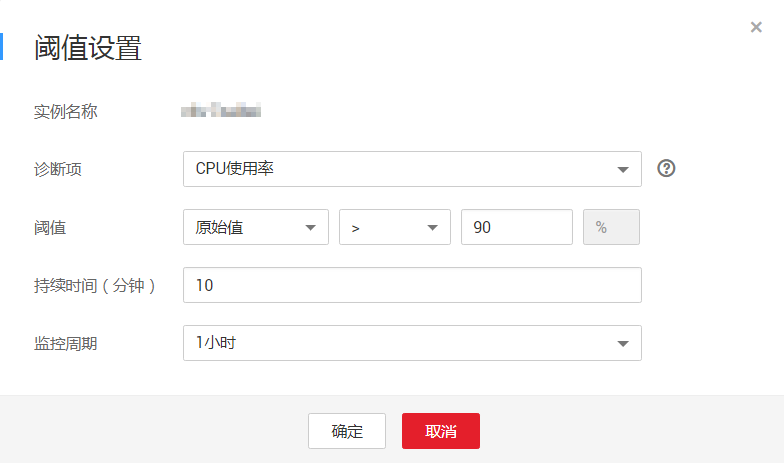 阈值设置
实例名称
诊断项 CPU使用率
阈值 原始值 > 90 %
持续时间（分钟） 10
监控周期 1小时
确定 取消